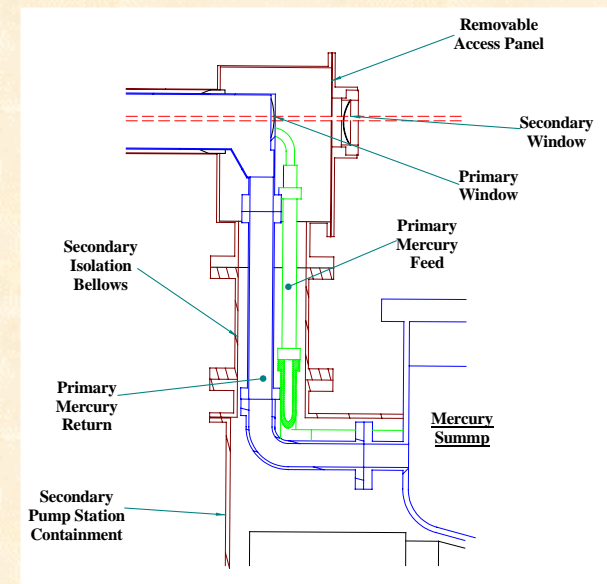 Removable
Access Panel
Secondary
Window
Primary
Window
Primary
Mercury
Feed
Secondary
Isolation
Bellows
Primary
Mercury
Return
Mercury
Summp
Secondary
Pump Station
Containment